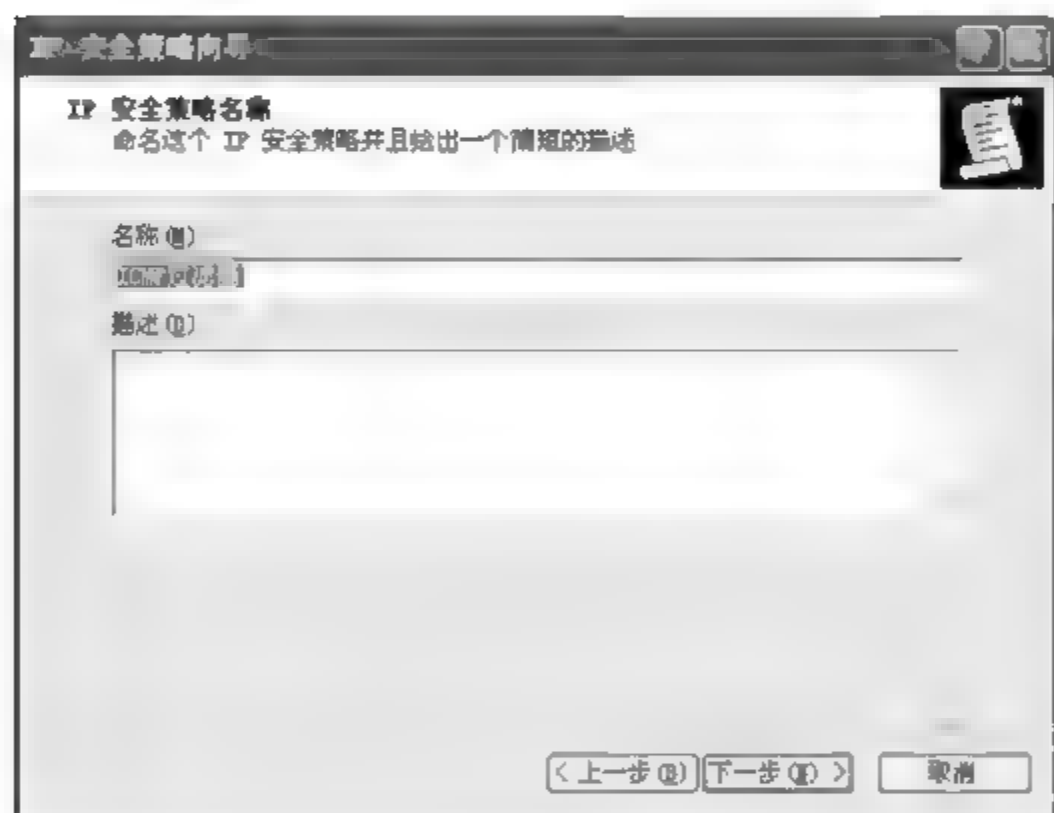 IP 安全策略向导
IP 安全策略名称
命名这个 IP 安全策略并且给出一个简短的描述
名称(M)
描述(D)
< 上一步(B) 下一步(N) > 取消